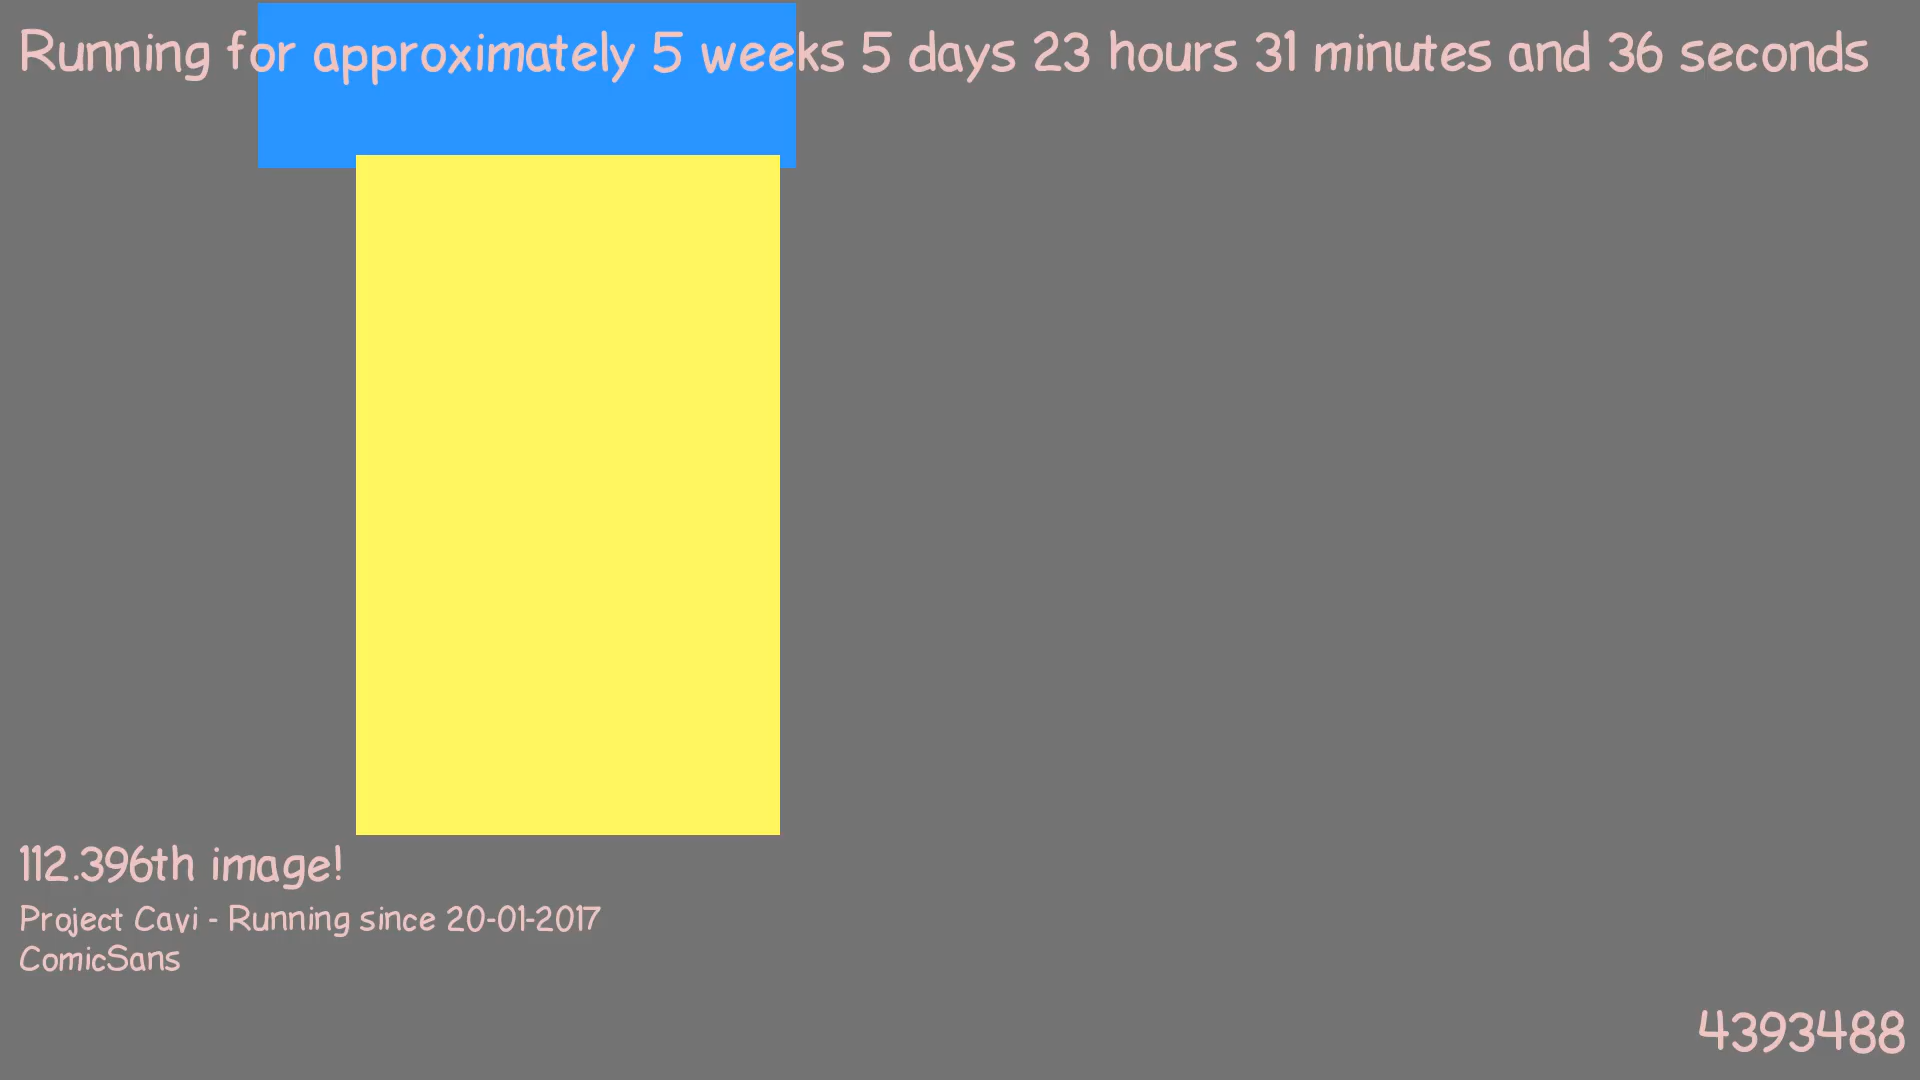 Running for approximately 5 weeks 5 days 23 hours 31 minutes and 36 seconds
112.396th image!
Project Cavi - Running since 20-01-2017
ComicSans
4393488